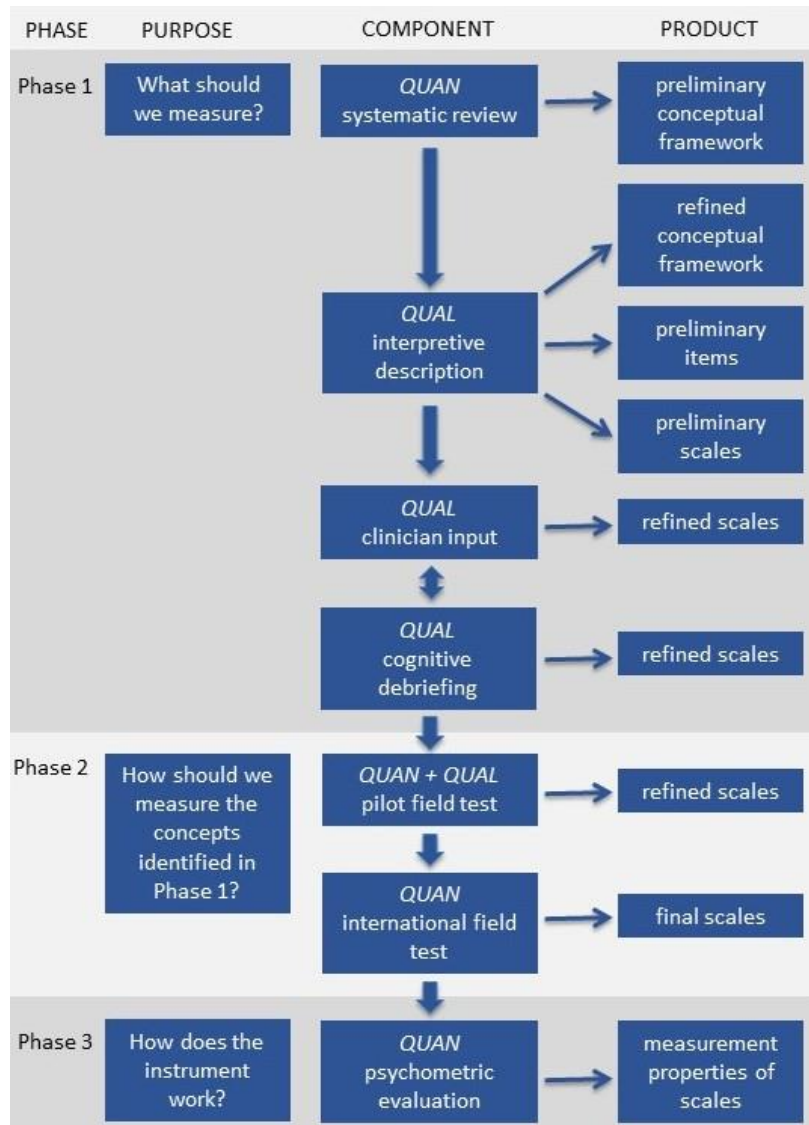 PHASE PURPOSE COMPONENT PRODUCT
Phase 1
What should
we measure?
QUAN
systematic review
preliminary
conceptual
framework
refined
conceptual
framework
QUAL
interpretive
description
preliminary
items
preliminary
scales
QUAL
clinician input
refined scales
QUAL
cognitive
debriefing
refined scales
Phase 2
How should we
measure the
concepts
identified in
Phase 1?
QUAN + QUAL
pilot field test
refined scales
QUAN
international field
test
final scales
Phase 3
How does the
instrument
work?
QUAN
psychometric
evaluation
measurement
properties of
scales